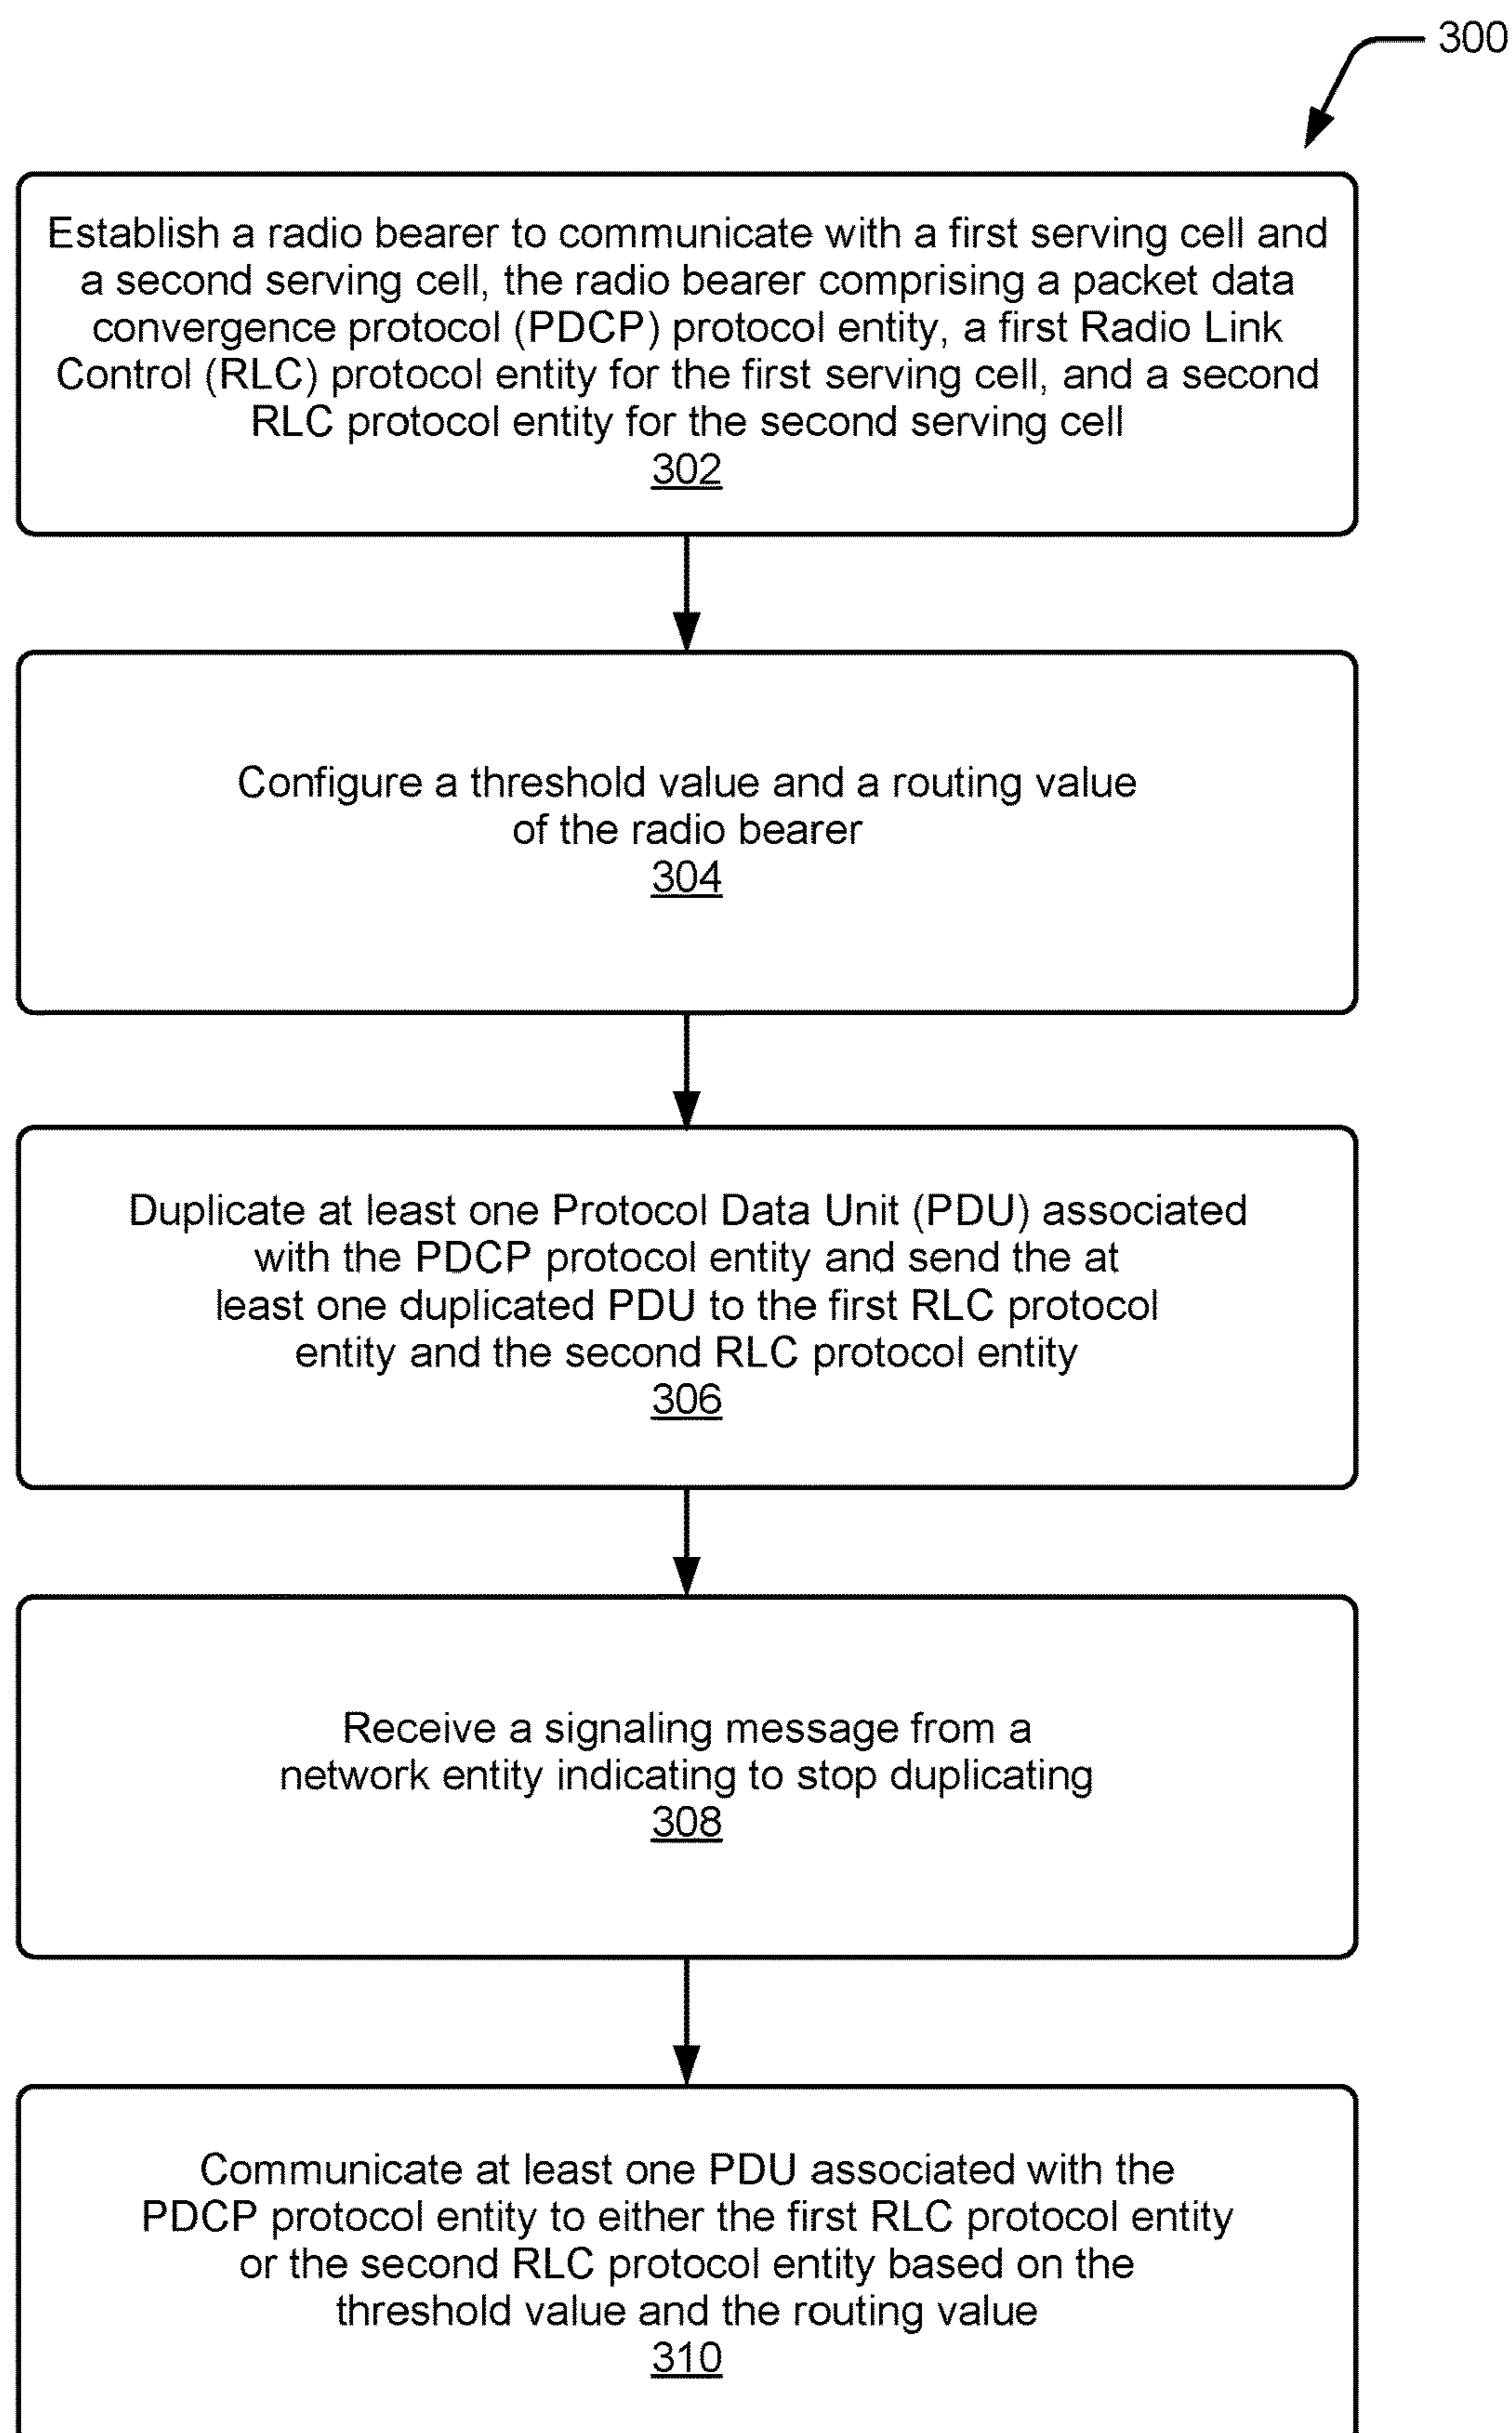 300
Establish a radio bearer to communicate with a first serving cell and
a second serving cell, the radio bearer comprising a packet data
convergence protocol (PDCP) protocol entity, a first Radio Link
Control (RLC) protocol entity for the first serving cell, and a second
RLC protocol entity for the second serving cell
302
Configure a threshold value and a routing value
of the radio bearer
304
Duplicate at least one Protocol Data Unit (PDU) associated
with the PDCP protocol entity and send the at
least one duplicated PDU to the first RLC protocol
entity and the second RLC protocol entity
306
Receive a signaling message from a
network entity indicating to stop duplicating
308
Communicate at least one PDU associated with the
PDCP protocol entity to either the first RLC protocol entity
or the second RLC protocol entity based on the
threshold value and the routing value
310